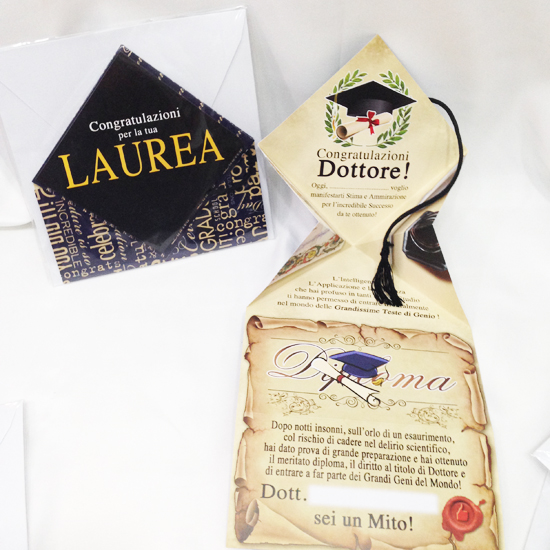 Congratulazioni
per la tua
LAUREA
INCREDIBLE
Congratulazioni
Dottore!
Oggi, voglio
manifestarti Stima e Ammirazione
per l'incredibile Successo
da te ottenuto!
L'Applicazione e
che hai profuso in
ti hanno permesso di
nel mondo delle Grandissime Teste di Genio!
Diploma
Dopo notti insonni, sull'orlo di un esaurimento,
col rischio di cadere nel delirio scientifico,
hai dato prova di grande preparazione e hai ottenuto
il meritato diploma, il diritto al titolo di Dottore e
di entrare a far parte dei Grandi Geni del Mondo!
Dott.
sei un Mito!